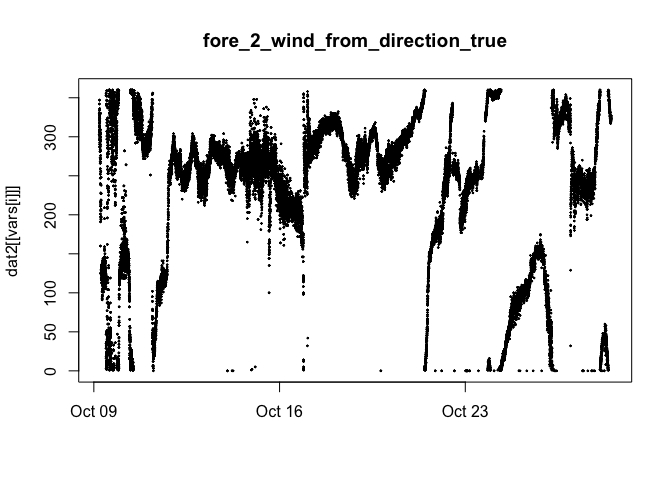 fore_2_wind_from_direction_true
dat2[[vars[i]]]
300
200
100
50
0
Oct 09 Oct 16 Oct 23